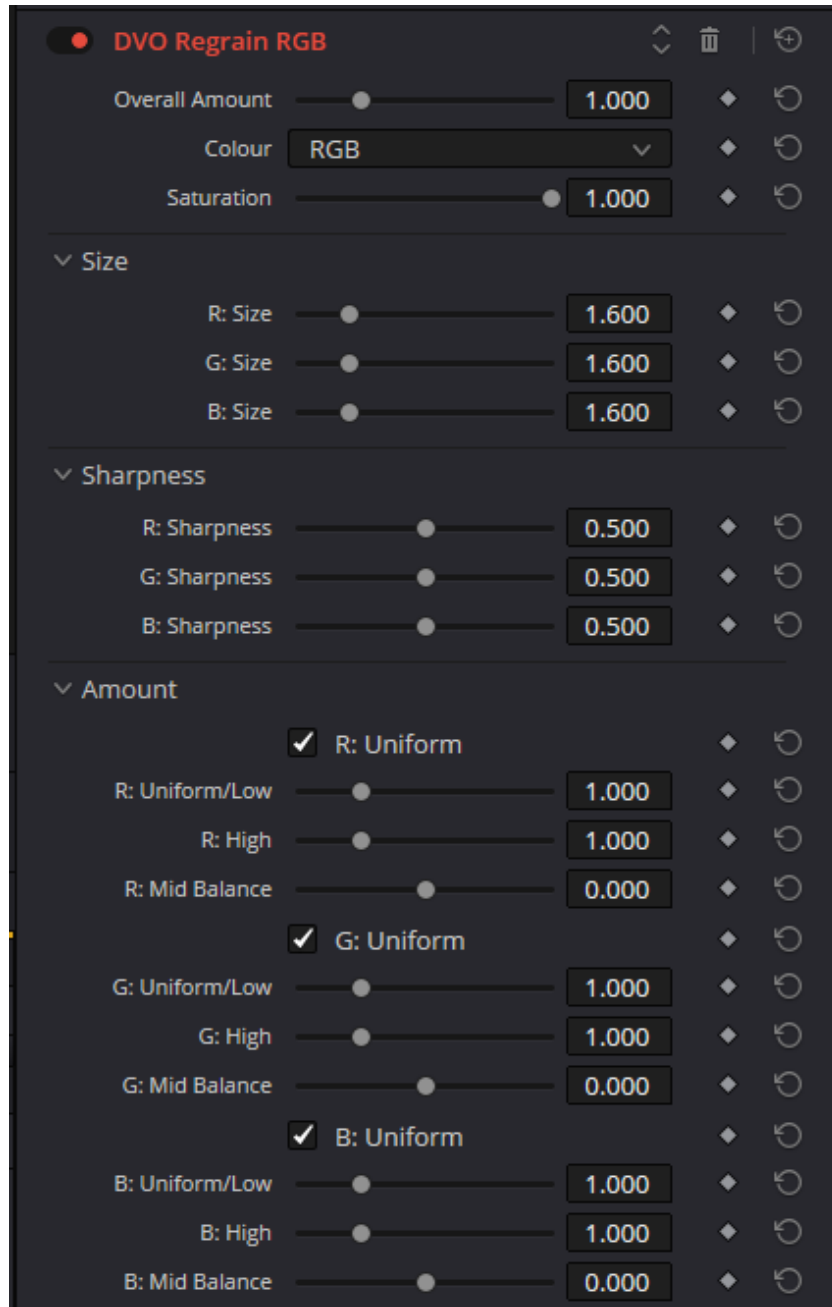 DVO Regrain RGB
Overall Amount 1.000
Colour RGB
Saturation 1.000
Size
R: Size 1.600
G: Size 1.600
B: Size 1.600
Sharpness
R: Sharpness 0.500
G: Sharpness 0.500
B: Sharpness 0.500
Amount
R: Uniform
R: Uniform/Low 1.000
R: High 1.000
R: Mid Balance 0.000
G: Uniform
G: Uniform/Low 1.000
G: High 1.000
G: Mid Balance 0.000
B: Uniform
B: Uniform/Low 1.000
B: High 1.000
B: Mid Balance 0.000